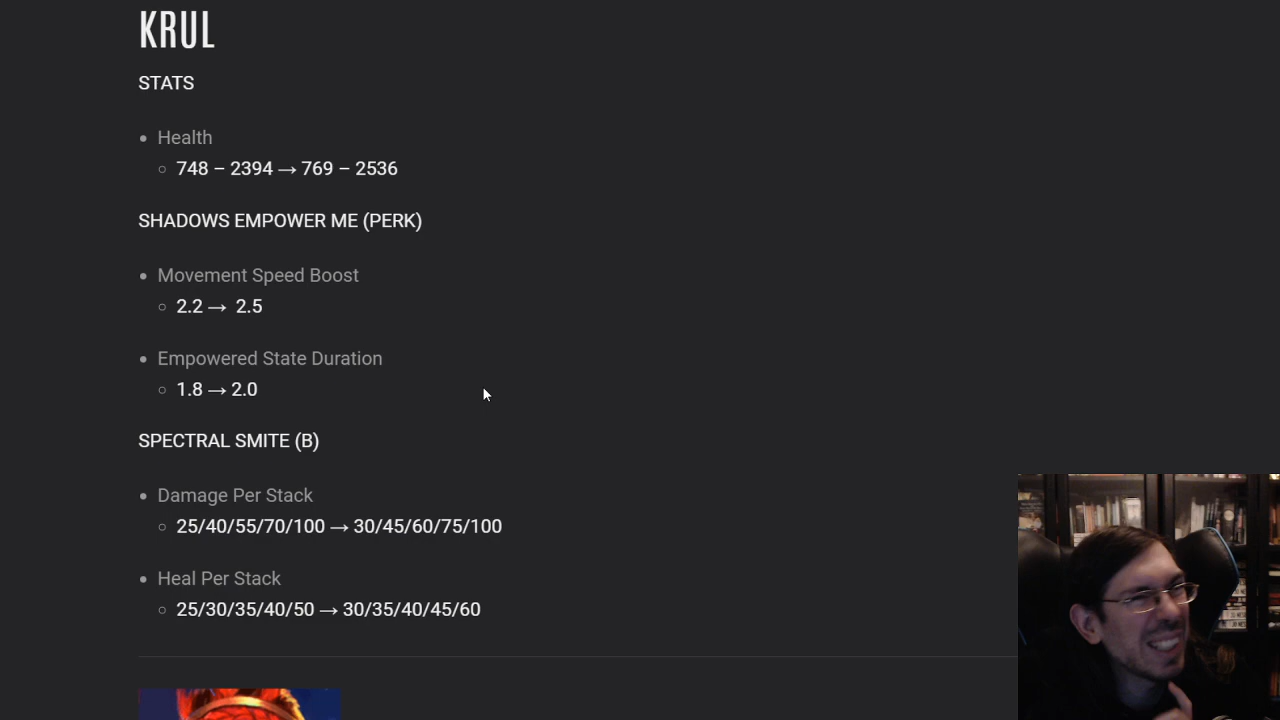 KRUL
STATS
Health
748 – 2394 → 769 – 2536
SHADOWS EMPOWER ME (PERK)
Movement Speed Boost
2.2 → 2.5
Empowered State Duration
1.8 → 2.0
SPECTRAL SMITE (B)
Damage Per Stack
25/40/55/70/100 → 30/45/60/75/100
Heal Per Stack
25/30/35/40/50 → 30/35/40/45/60